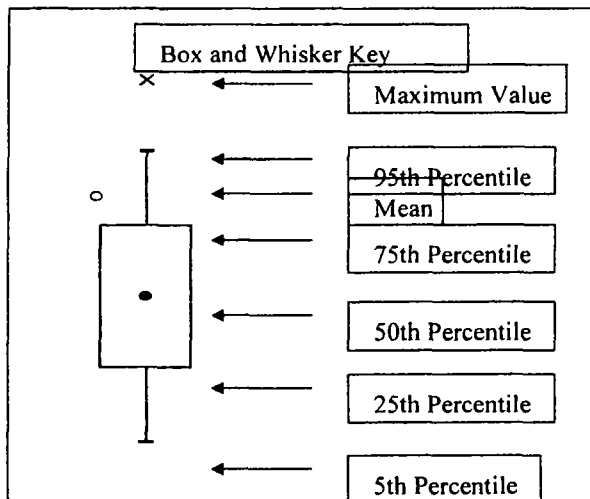 Box and Whisker Key
Maximum Value
95th Percentile
Mean
75th Percentile
50th Percentile
25th Percentile
5th Percentile